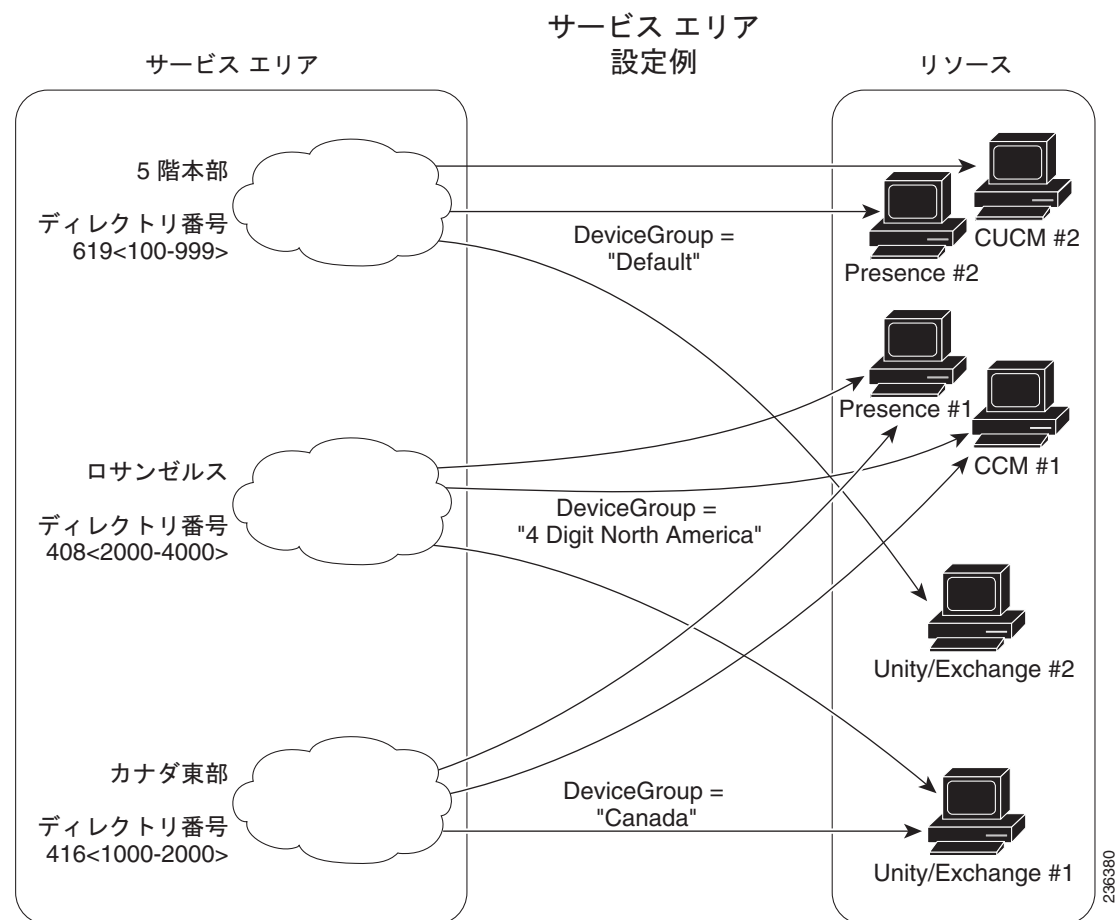 サービス エリア
設定例
サービス エリア
リソース
5 階本部
ディレクトリ番号
619<100-999>
DeviceGroup =
"Default"
CUCM #2
Presence #2
Presence #1
ロサンゼルス
CCM #1
ディレクトリ番号
408<2000-4000>
DeviceGroup =
"4 Digit North America"
Unity/Exchange #2
カナダ東部
ディレクトリ番号
416<1000-2000>
DeviceGroup =
"Canada"
Unity/Exchange #1
236380